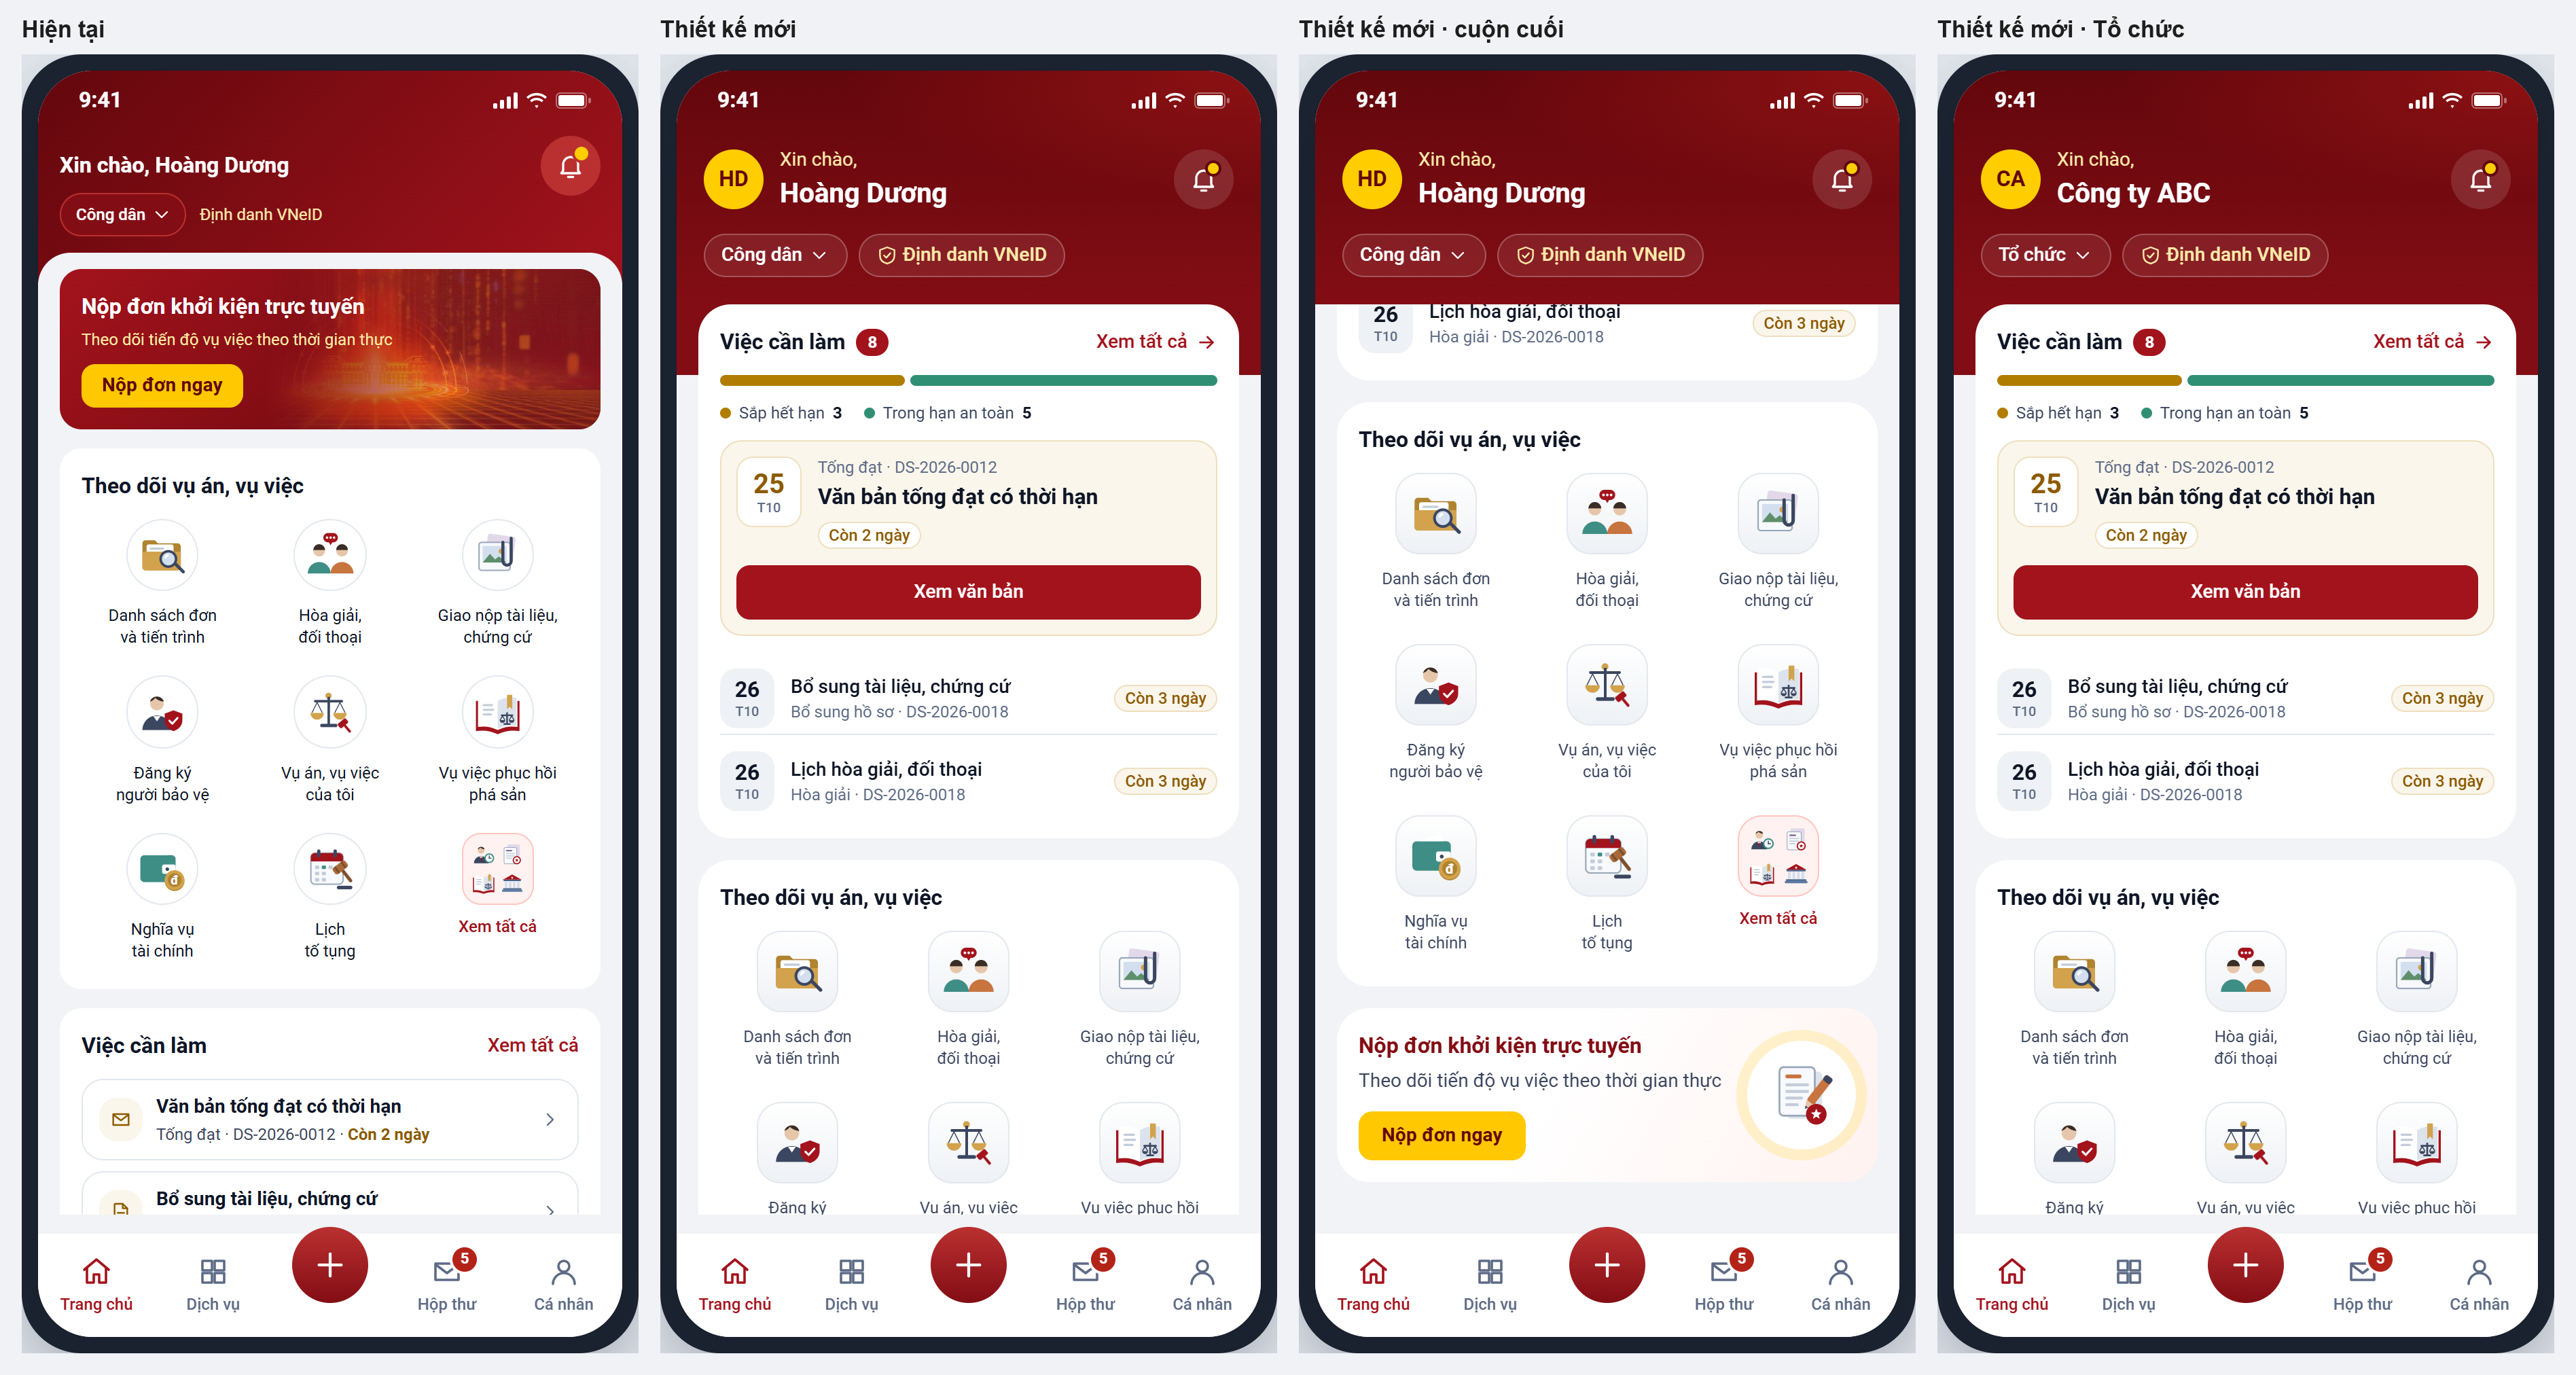 Hiện tại
9:41
Xin chào, Hoàng Dương
Công dân
Định danh VNeID
Nộp đơn khởi kiện trực tuyến
Theo dõi tiến độ vụ việc theo thời gian thực
Nộp đơn ngay
Theo dõi vụ án, vụ việc
Danh sách đơn
và tiến trình
Hòa giải,
đối thoại
Giao nộp tài liệu,
chứng cứ
Đăng ký
người bảo vệ
Vụ án, vụ việc
của tôi
Vụ việc phục hồi
phá sản
Nghĩa vụ
tài chính
Lịch
tố tụng
Xem tất cả
Việc cần làm
Xem tất cả
Văn bản tống đạt có thời hạn
Tống đạt · DS-2026-0012 · Còn 2 ngày
Bổ sung tài liệu, chứng cứ
Trang chủ
Dịch vụ
5
Hộp thư
Cá nhân
Thiết kế mới
9:41
HD
Xin chào,
Hoàng Dương
Công dân
Định danh VNeID
Việc cần làm 8
Xem tất cả
Sắp hết hạn 3
Trong hạn an toàn 5
25
T10
Tống đạt · DS-2026-0012
Văn bản tống đạt có thời hạn
Còn 2 ngày
Xem văn bản
26
T10
Bổ sung tài liệu, chứng cứ
Bổ sung hồ sơ · DS-2026-0018
Còn 3 ngày
26
T10
Lịch hòa giải, đối thoại
Hòa giải · DS-2026-0018
Còn 3 ngày
Theo dõi vụ án, vụ việc
Danh sách đơn
và tiến trình
Hòa giải,
đối thoại
Giao nộp tài liệu,
chứng cứ
Đăng ký
Vụ án, vụ việc
Vụ việc phục hồi
Trang chủ
Dịch vụ
5
Hộp thư
Cá nhân
Thiết kế mới · cuộn cuối
9:41
HD
Xin chào,
Hoàng Dương
Công dân
Định danh VNeID
26
T10
Lịch hòa giải, đối thoại
Hòa giải · DS-2026-0018
Còn 3 ngày
Theo dõi vụ án, vụ việc
Danh sách đơn
và tiến trình
Hòa giải,
đối thoại
Giao nộp tài liệu,
chứng cứ
Đăng ký
người bảo vệ
Vụ án, vụ việc
của tôi
Vụ việc phục hồi
phá sản
Nghĩa vụ
tài chính
Lịch
tố tụng
Xem tất cả
Nộp đơn khởi kiện trực tuyến
Theo dõi tiến độ vụ việc theo thời gian thực
Nộp đơn ngay
Trang chủ
Dịch vụ
5
Hộp thư
Cá nhân
Thiết kế mới · Tổ chức
9:41
CA
Xin chào,
Công ty ABC
Tổ chức
Định danh VNeID
Việc cần làm 8
Xem tất cả
Sắp hết hạn 3
Trong hạn an toàn 5
25
T10
Tống đạt · DS-2026-0012
Văn bản tống đạt có thời hạn
Còn 2 ngày
Xem văn bản
26
T10
Bổ sung tài liệu, chứng cứ
Bổ sung hồ sơ · DS-2026-0018
Còn 3 ngày
26
T10
Lịch hòa giải, đối thoại
Hòa giải · DS-2026-0018
Còn 3 ngày
Theo dõi vụ án, vụ việc
Danh sách đơn
và tiến trình
Hòa giải,
đối thoại
Giao nộp tài liệu,
chứng cứ
Đăng ký
Vụ án, vụ việc
Vụ việc phục hồi
Trang chủ
Dịch vụ
5
Hộp thư
Cá nhân